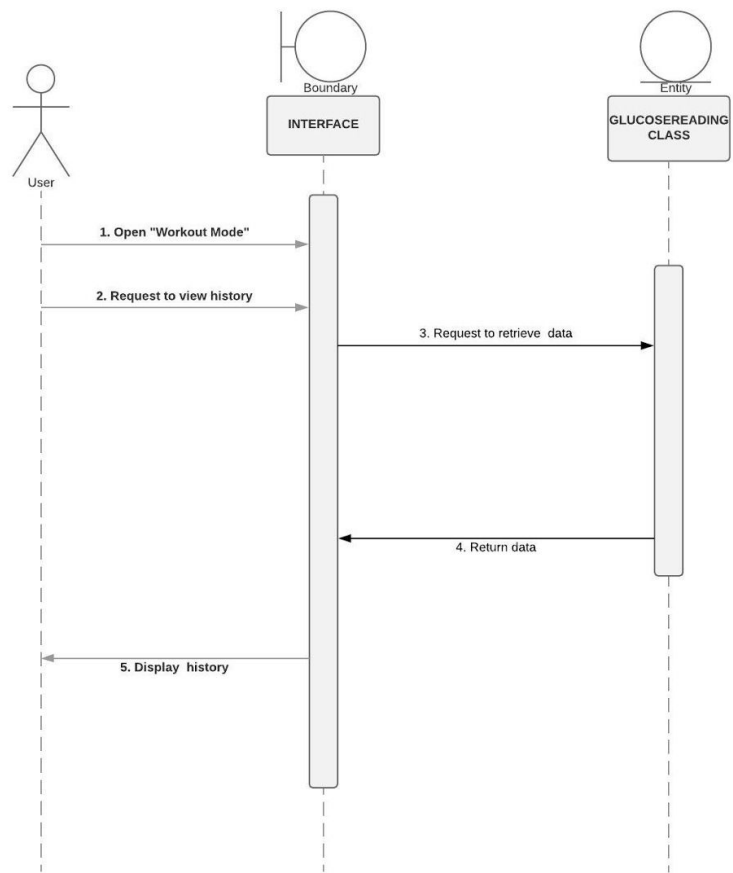 Boundary
Entity
INTERFACE
GLUCOSEREADING
CLASS
User
1. Open "Workout Mode"
2. Request to view history
3. Request to retrieve data
4. Return data
5. Display history